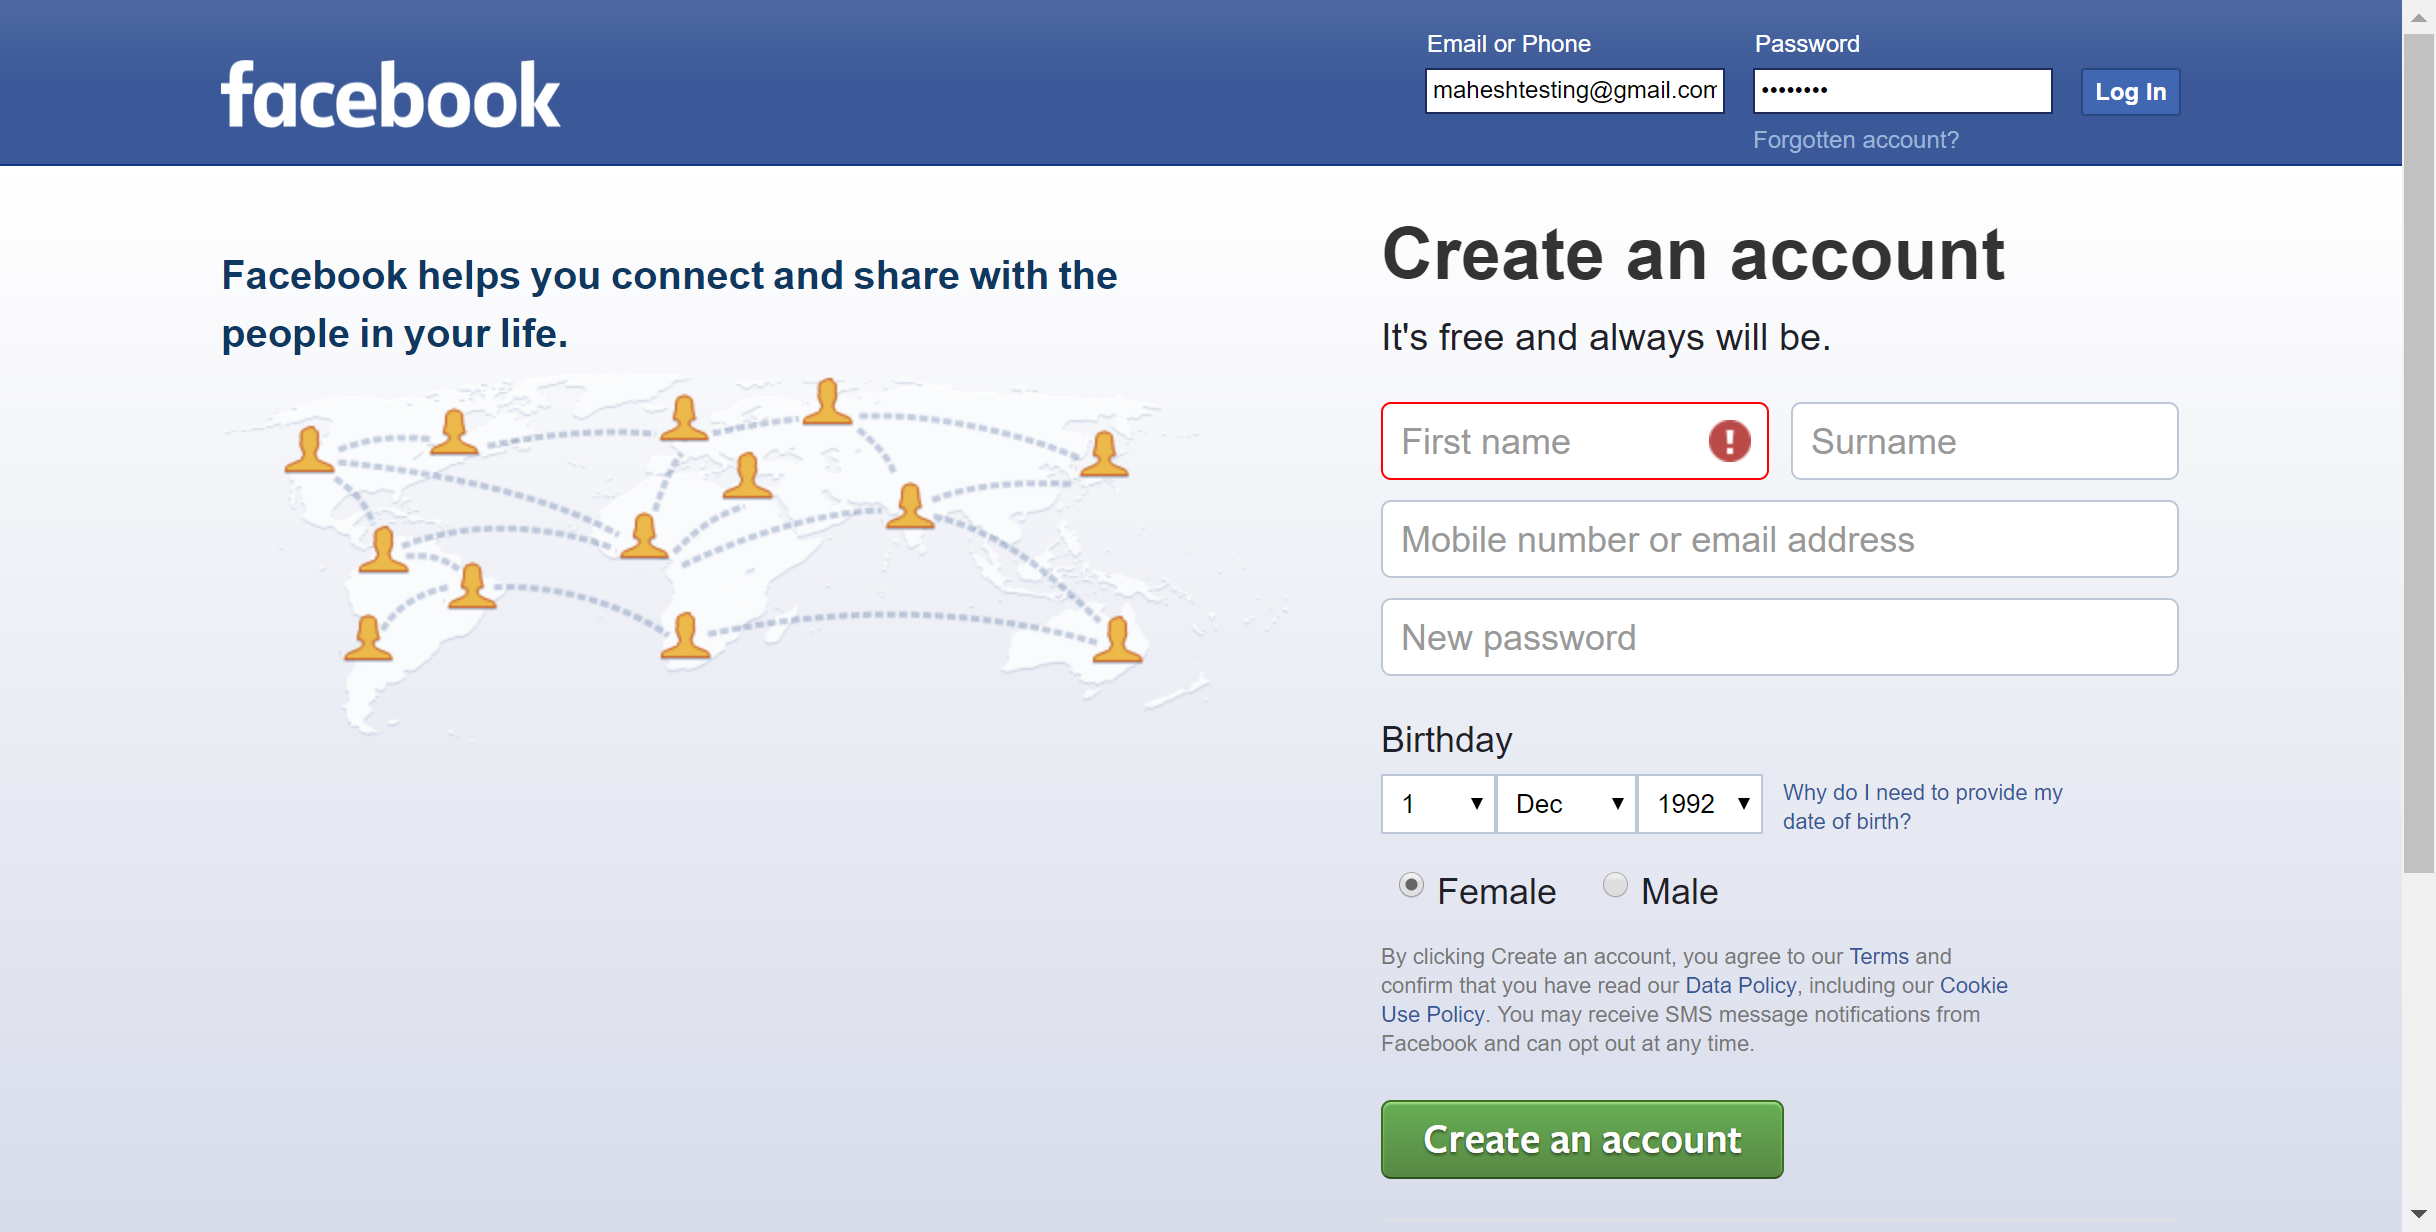 facebook
Email or Phone
Password
maheshtesting@gmail.com
••••••••
Log In
Forgotten account?
Facebook helps you connect and share with the
people in your life.
Create an account
It's free and always will be.
First name
Surname
Mobile number or email address
New password
Birthday
1
Dec
1992
Why do I need to provide my
date of birth?
Female
Male
By clicking Create an account, you agree to our Terms and
confirm that you have read our Data Policy, including our Cookie
Use Policy. You may receive SMS message notifications from
Facebook and can opt out at any time.
Create an account